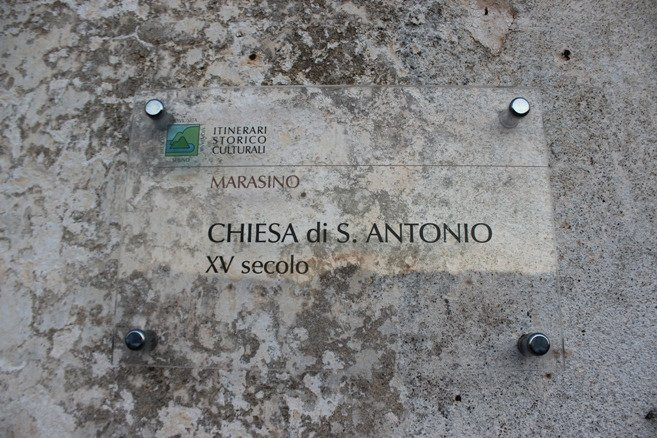 ITINERARI
STORICO
CULTURALI
MARASINO
CHIESA di S. ANTONIO
XV secolo